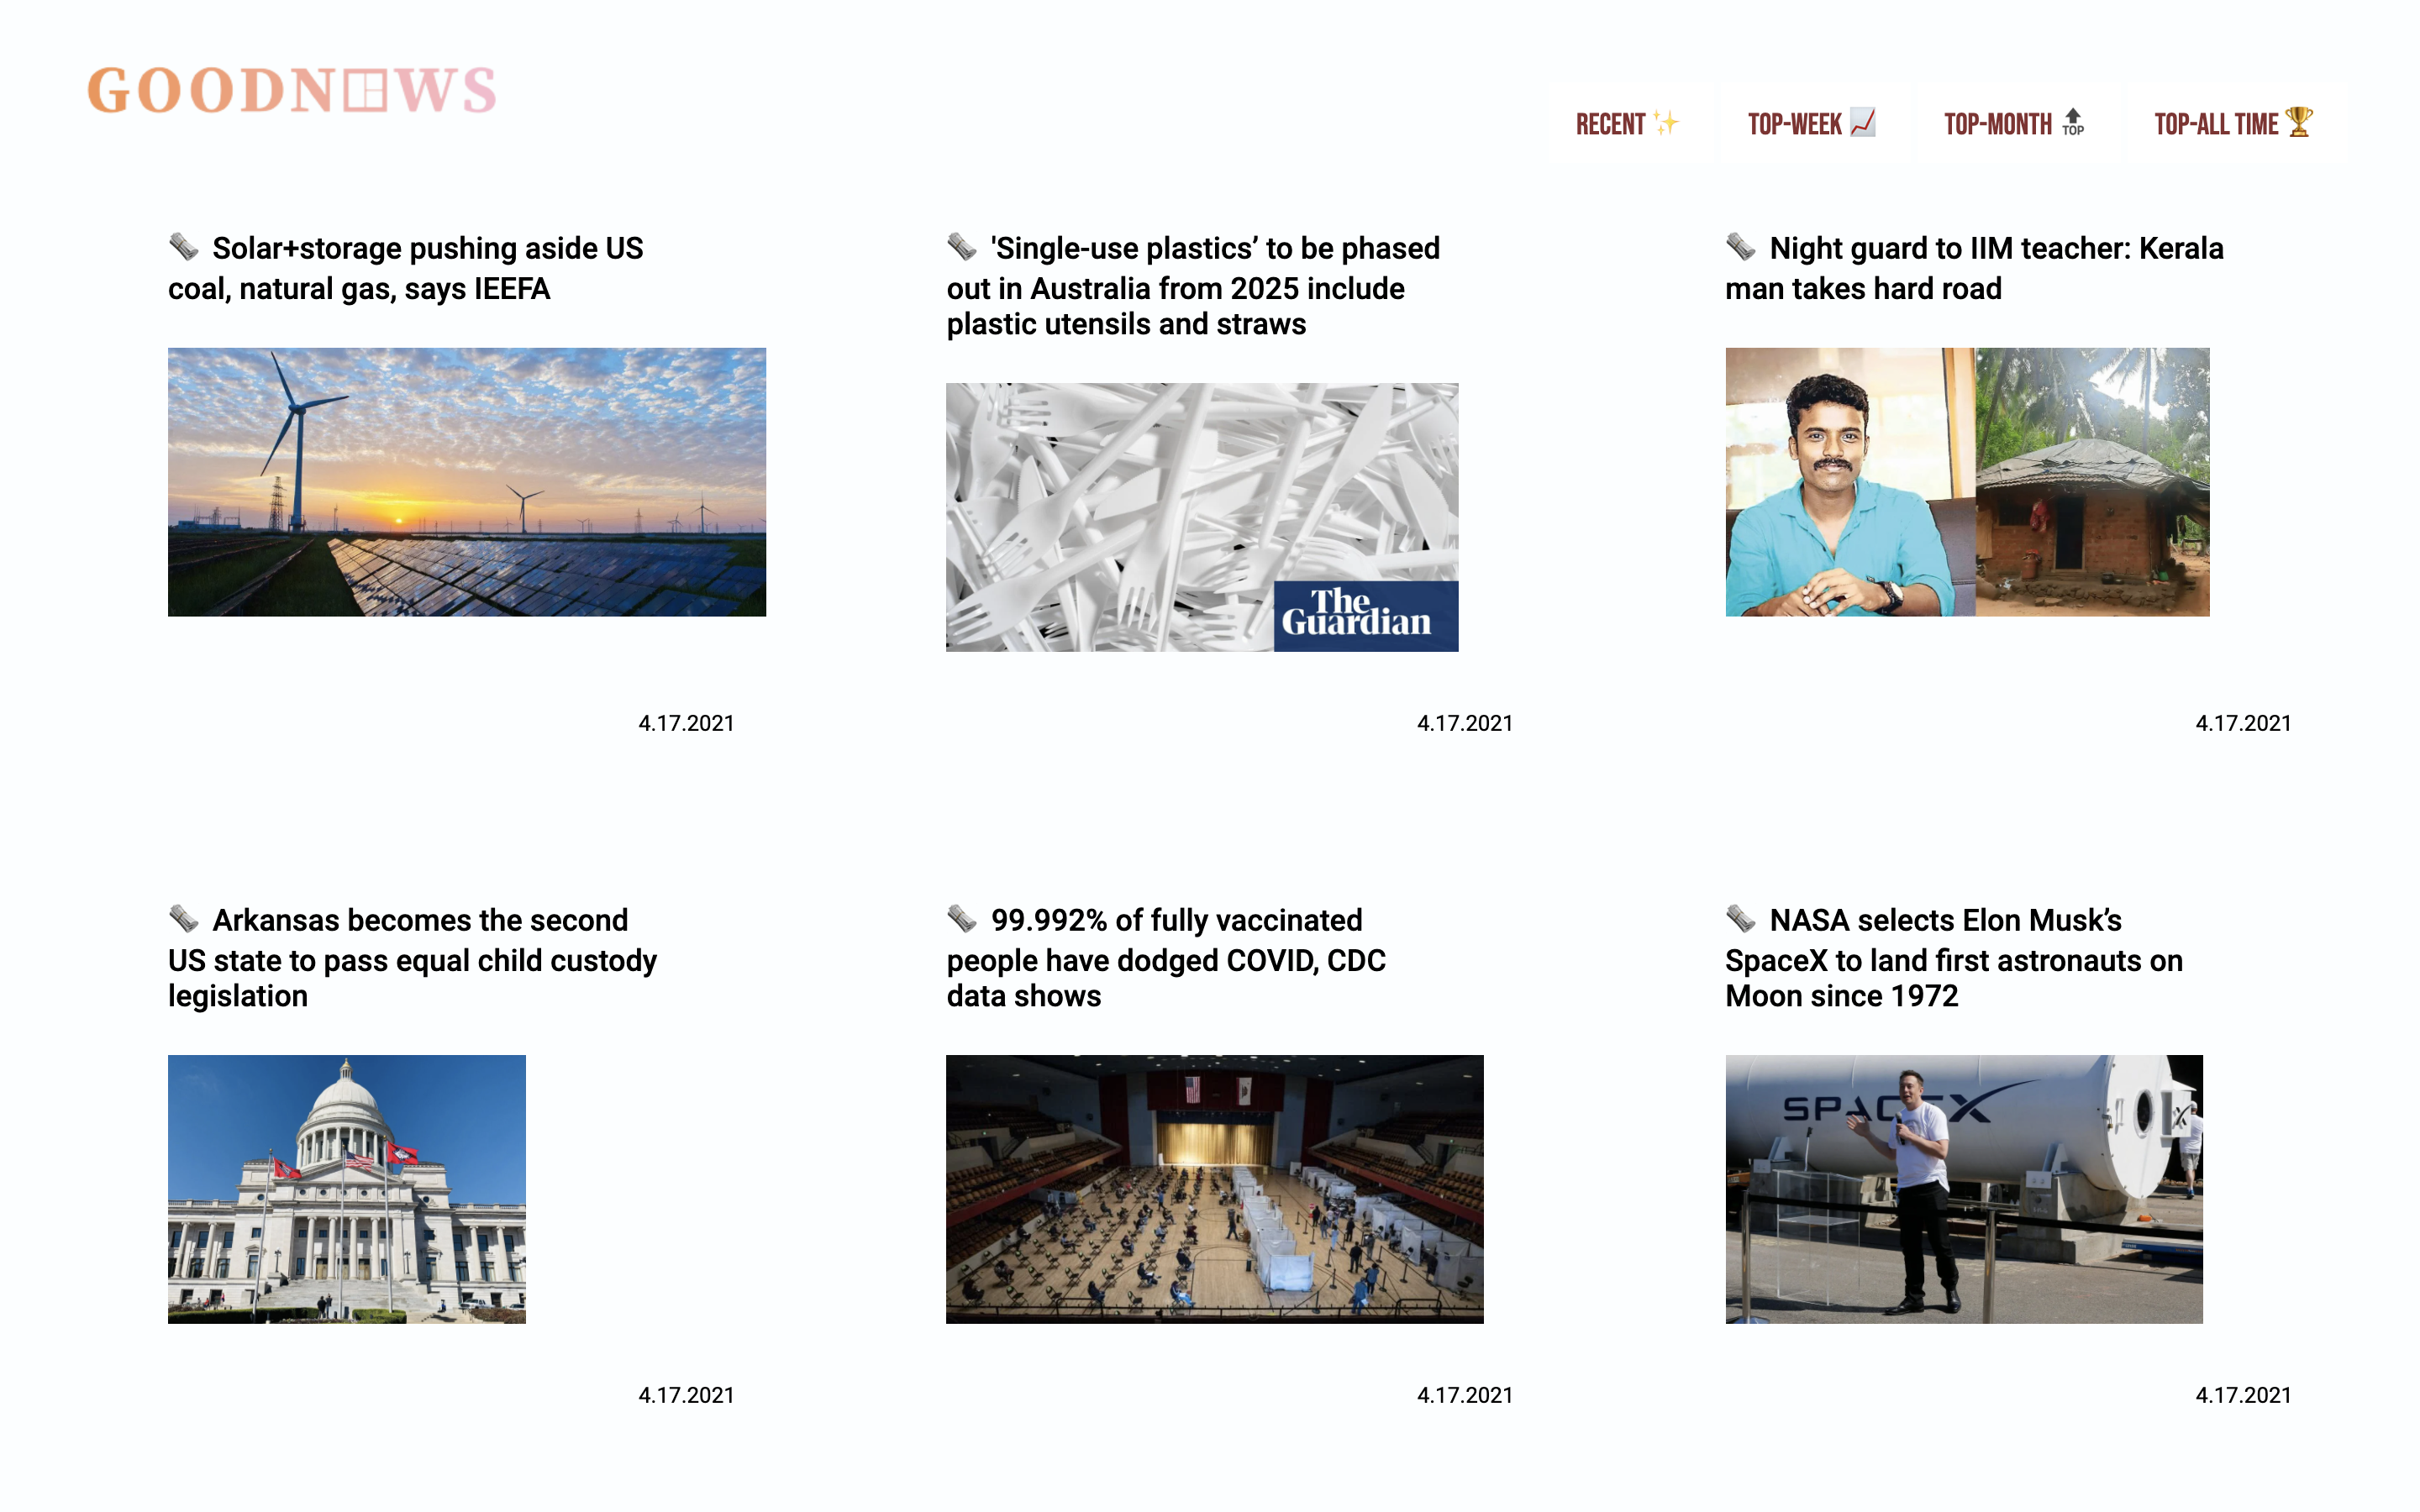 GOODNEWS
RECENT ✨ TOP-WEEK 📈 TOP-MONTH 🔝 TOP-ALL TIME 🏆
🗞️ Solar+storage pushing aside US
coal, natural gas, says IEEFA
4.17.2021
🗞️ 'Single-use plastics’ to be phased
out in Australia from 2025 include
plastic utensils and straws
The
Guardian
4.17.2021
🗞️ Night guard to IIM teacher: Kerala
man takes hard road
4.17.2021
🗞️ Arkansas becomes the second
US state to pass equal child custody
legislation
4.17.2021
🗞️ 99.992% of fully vaccinated
people have dodged COVID, CDC
data shows
4.17.2021
🗞️ NASA selects Elon Musk’s
SpaceX to land first astronauts on
Moon since 1972
SPACEX
4.17.2021